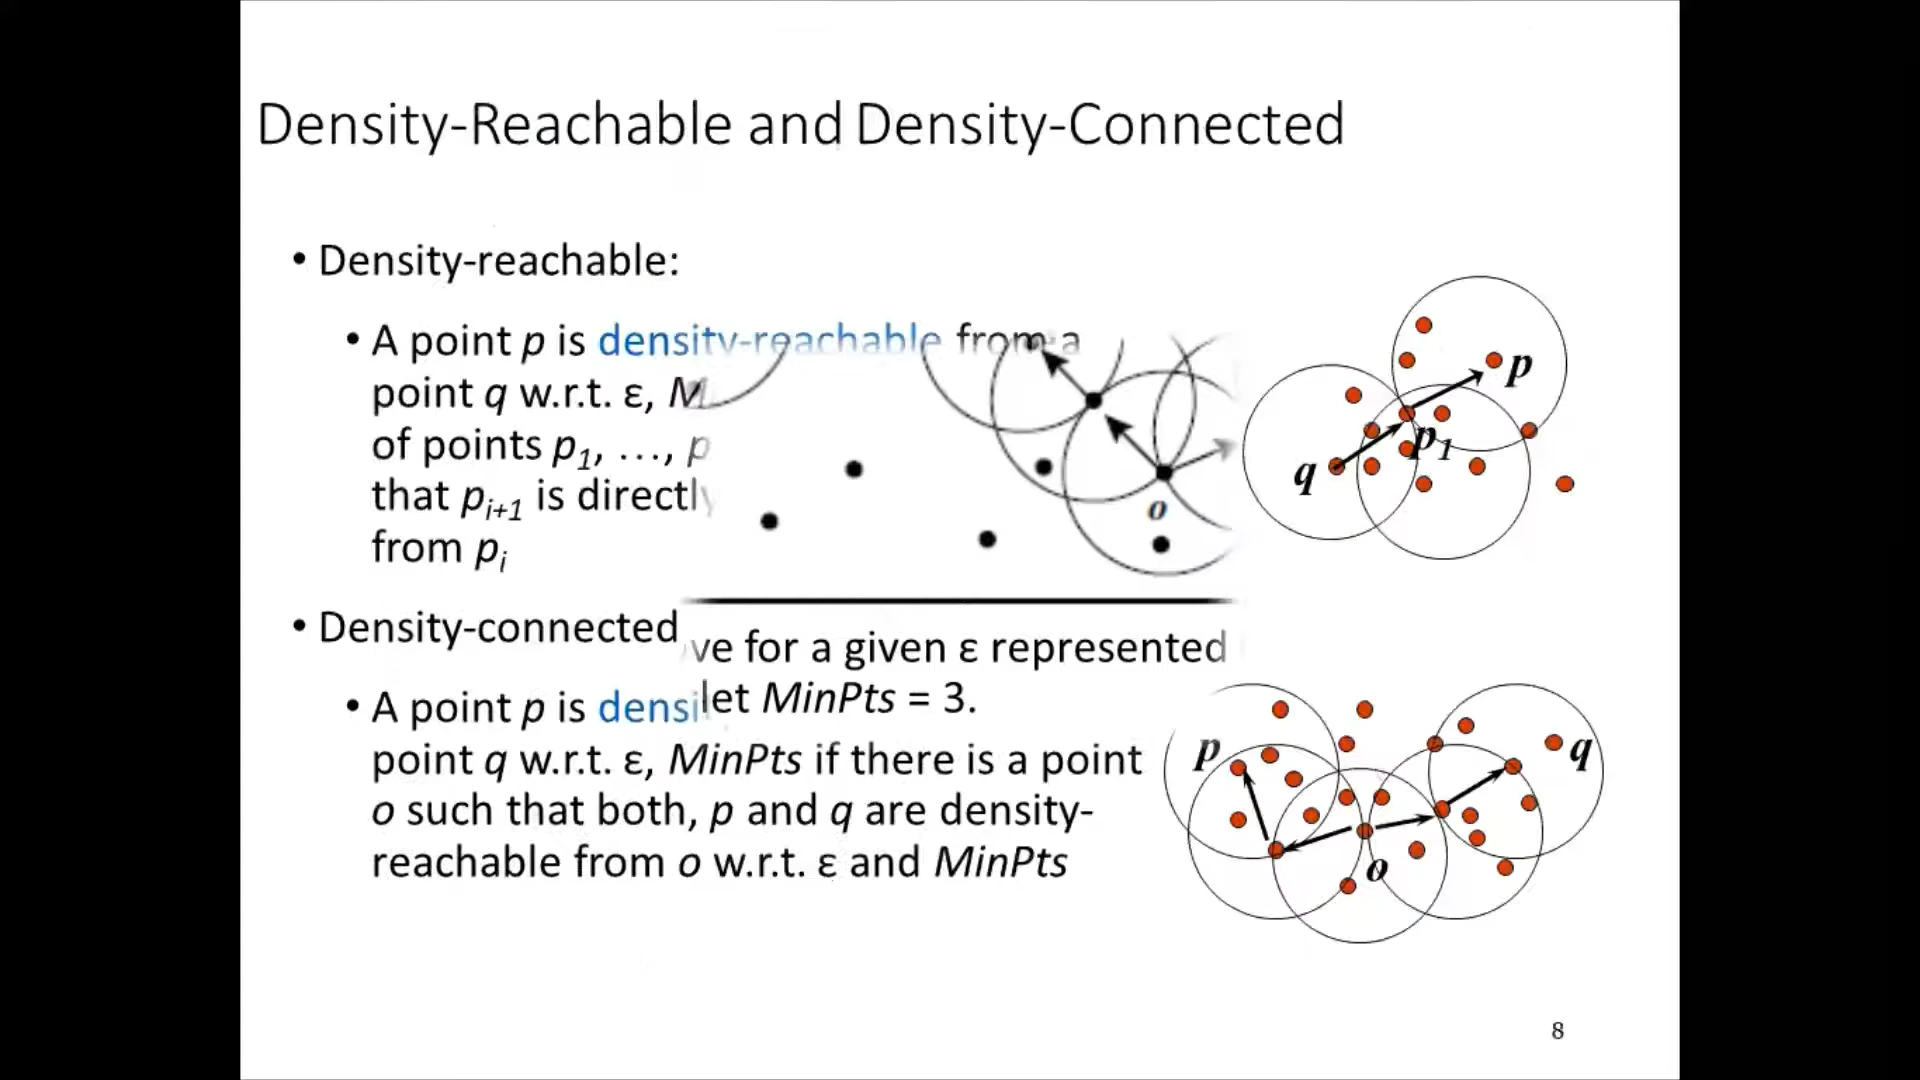 Density-Reachable and Density-Connected
• Density-reachable:
• A point p is density-reachable from a
point q w.r.t. ε, M
of points p1, …, p
that pi+1 is directly
from pi
• Density-connected
ve for a given ε represented
• A point p is densi
let MinPts = 3.
point q w.r.t. ε, MinPts if there is a point
o such that both, p and q are density-
reachable from o w.r.t. ε and MinPts
o
p
p1
q
p
q
o
8